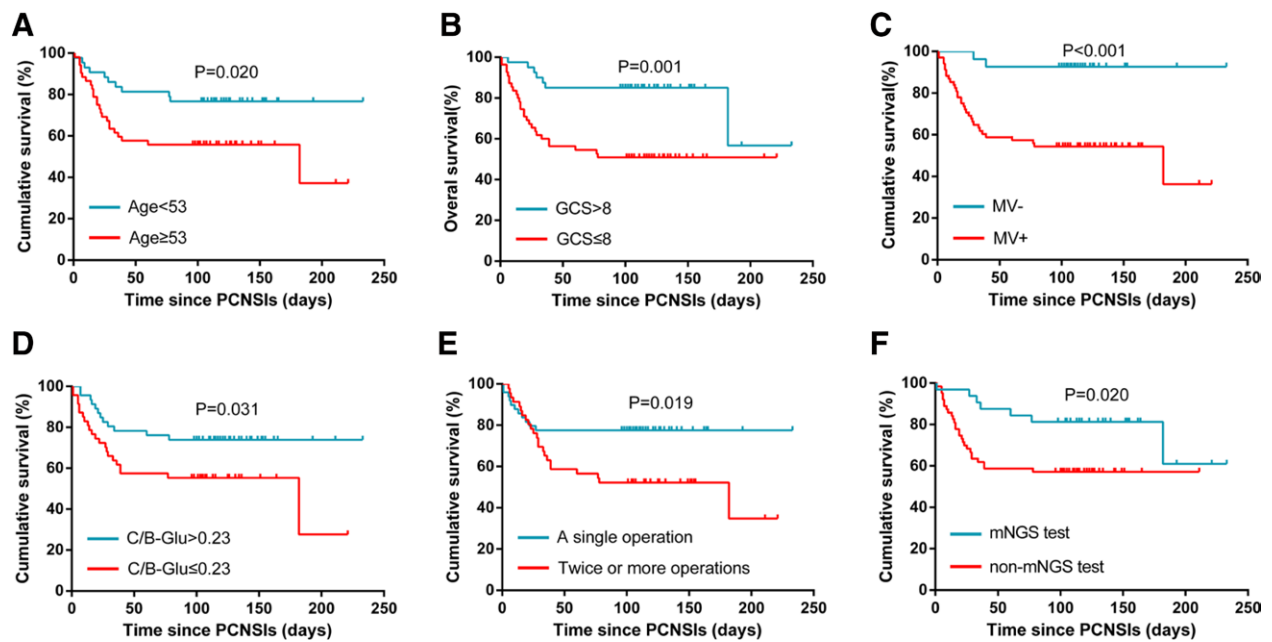 A
Cumulative survival (%)
100
80
60
40
80
0
P=0.020
Age<53
Age≥53
0 50 100 150 200 250
Time since PCNSIs (days)
B
Overal survival(%)
100
80
60
40
80
0
P=0.001
GCS>8
GCS≤8
0 50 100 150 200 250
Time since PCNSIs (days)
C
Cumulative survival (%)
100
80
60
40
80
0
P<0.001
MV-
MV+
0 50 100 150 200 250
Time since PCNSIs (days)
D
Cumulative survival (%)
100
80
60
40
80
0
P=0.031
C/B-Glu>0.23
C/B-Glu≤0.23
0 50 100 150 200 250
Time since PCNSIs (days)
E
Cumulative survival (%)
100
80
60
40
80
0
P=0.019
A single operation
Twice or more operations
0 50 100 150 200 250
Time since PCNSIs (days)
F
Cumulative survival (%)
100
80
60
40
80
0
P=0.020
mNGS test
non-mNGS test
0 50 100 150 200 250
Time since PCNSIs (days)